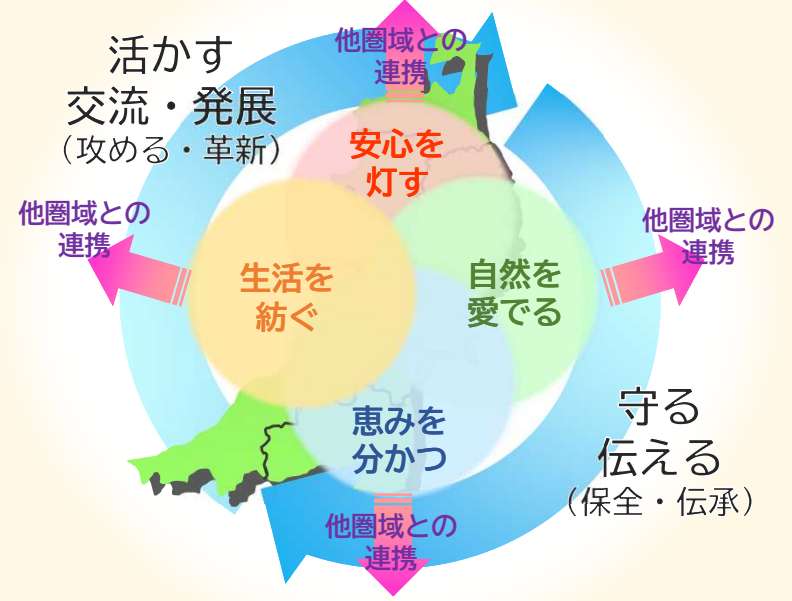 他圏域との
連携
活かす
交流・発展
（攻める・革新）
安心を
灯す
他圏域との
連携
他圏域との
連携
生活を
紡ぐ
自然を
愛でる
恵みを
分かつ
守る
伝える
（保全・伝承）
他圏域との
連携